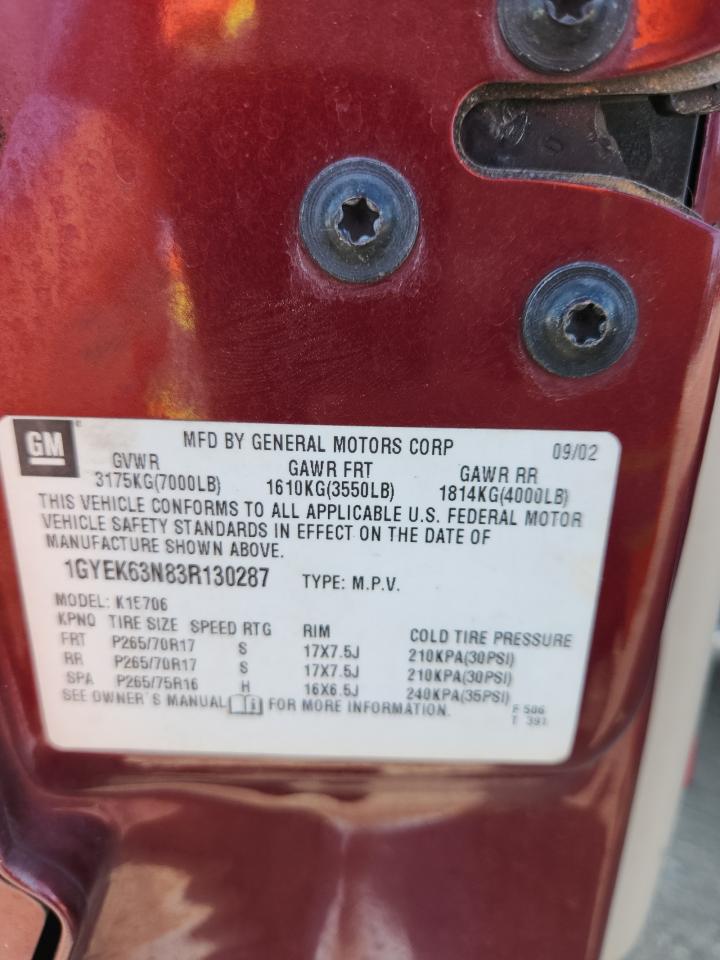 GM MFD BY GENERAL MOTORS CORP 09/02
GVWR GAWR FRT GAWR RR
3175KG(7000LB) 1610KG(3550LB) 1814KG(4000LB)
THIS VEHICLE CONFORMS TO ALL APPLICABLE U.S. FEDERAL MOTOR
VEHICLE SAFETY STANDARDS IN EFFECT ON THE DATE OF
MANUFACTURE SHOWN ABOVE.
1GYEK63N83R130287 TYPE: M.P.V.
MODEL: K15706
KPNO TIRE SIZE SPEED RTG RIM COLD TIRE PRESSURE
FRT P265/70R17 S 17X7.5J 210KPA(30PSI)
RR P265/70R17 S 17X7.5J 210KPA(30PSI)
SPA P265/75R16 H 16X6.5J 240KPA(35PSI)
SEE OWNER'S MANUAL FOR MORE INFORMATION.
F 506
T 391